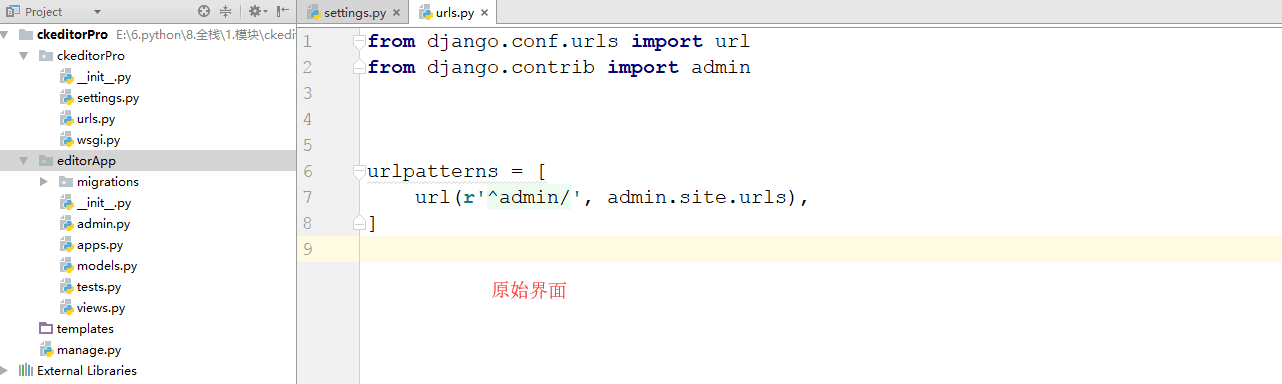 Project
settings.py
urls.py
ckeditorPro E:\6.python\8.全栈\1.模块\ckedi
ckeditorPro
__init__.py
settings.py
urls.py
wsgi.py
editorApp
migrations
__init__.py
admin.py
apps.py
models.py
tests.py
views.py
templates
manage.py
External Libraries
1 from django.conf.urls import url
2 from django.contrib import admin
3
4
5
6 urlpatterns = [
7 url(r'^admin/', admin.site.urls),
8 ]
9
原始界面